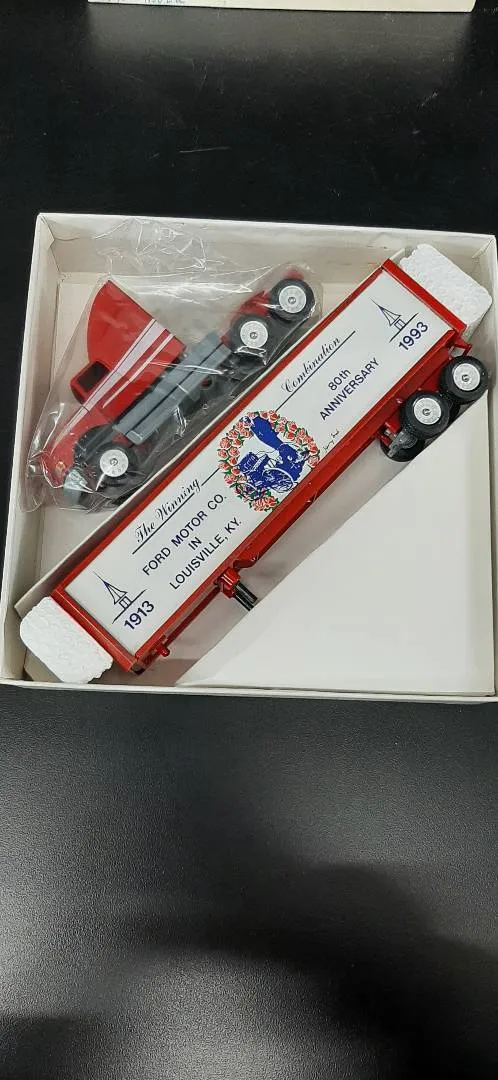 The Winning
Combination
FORD MOTOR CO.
IN
LOUISVILLE, KY.
80th
ANNIVERSARY
1913
1993